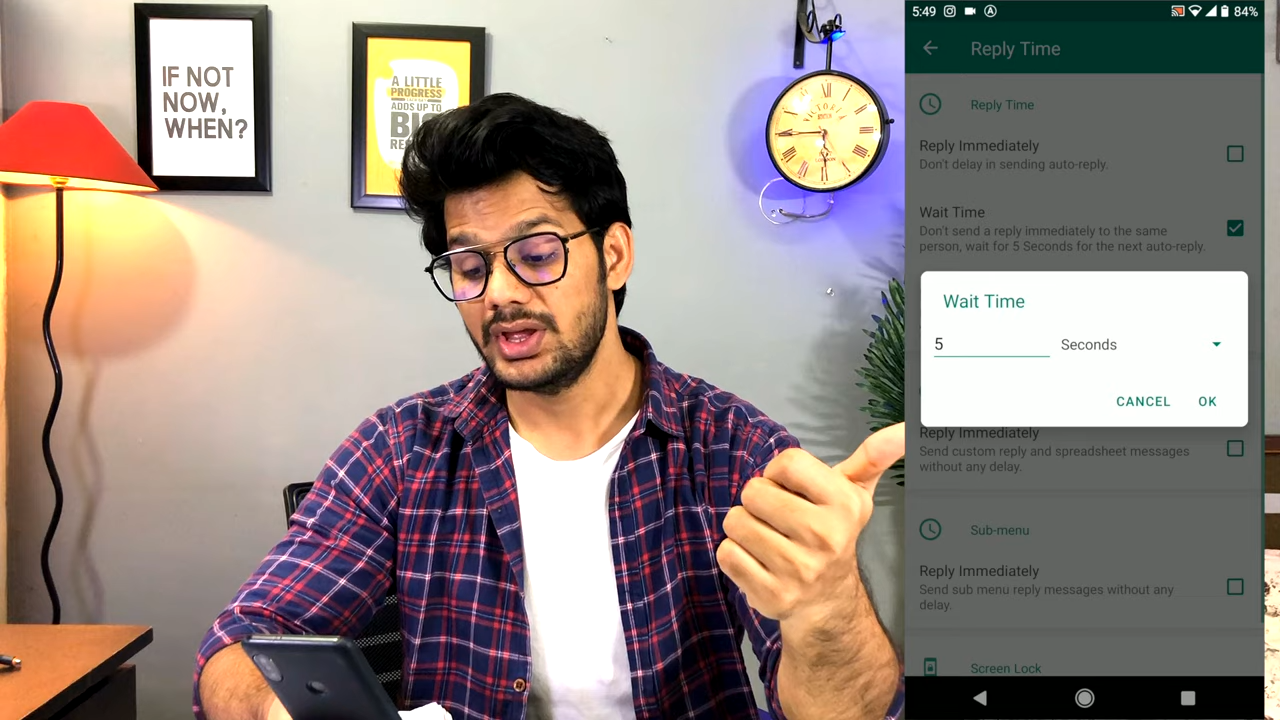 IF NOT
NOW,
WHEN?
A LITTLE
PROGRESS
ADDS UP TO
VICTORIA
LONDON
5:49
84%
Reply Time
Reply Time
Reply Immediately
Don't delay in sending auto-reply.
Wait Time
Don't send a reply immediately to the same
person, wait for 5 Seconds for the next auto-reply.
Wait Time
5 Seconds
CANCEL OK
Reply Immediately
Send custom reply and spreadsheet messages
without any delay.
Sub-menu
Reply Immediately
Send sub menu reply messages without any
delay.
Screen Lock